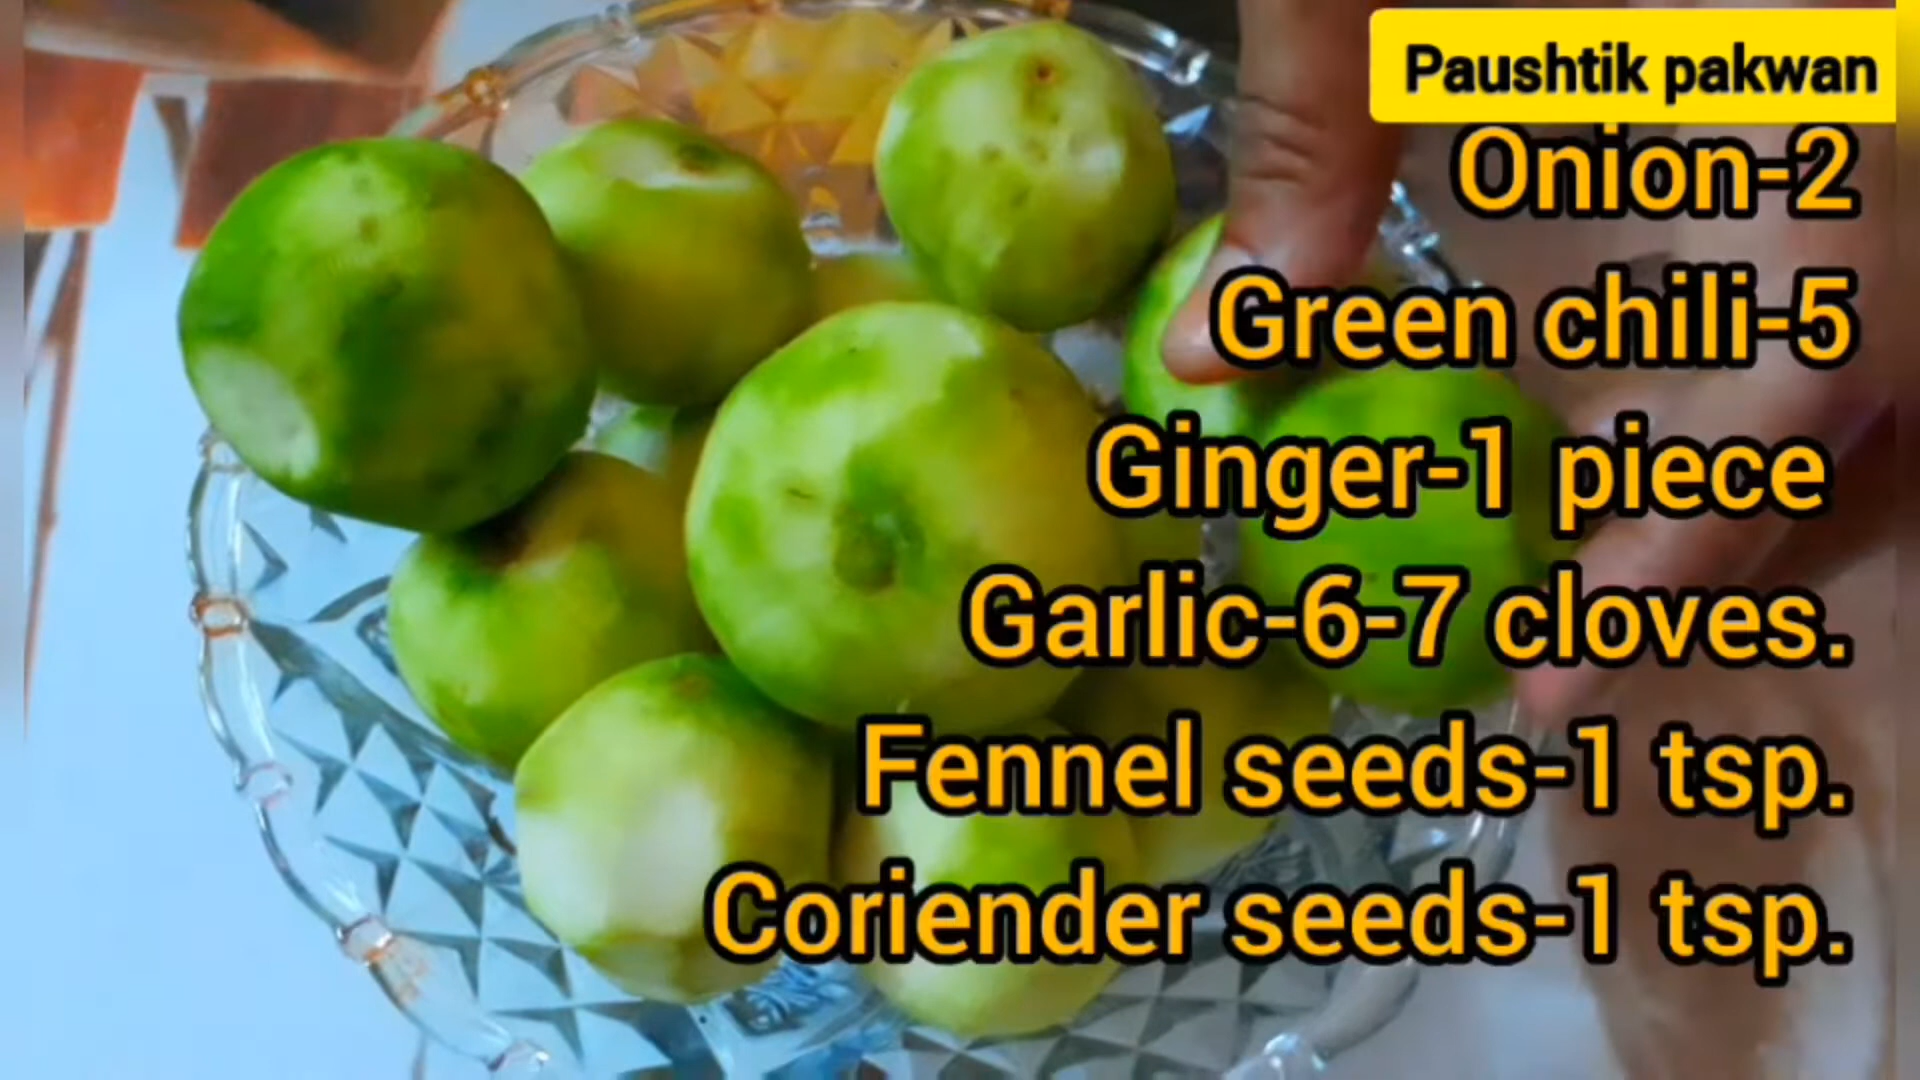 Paushtik pakwan
Onion-2
Green chili-5
Ginger-1 piece
Garlic-6-7 cloves.
Fennel seeds-1 tsp.
Coriender seeds-1 tsp.